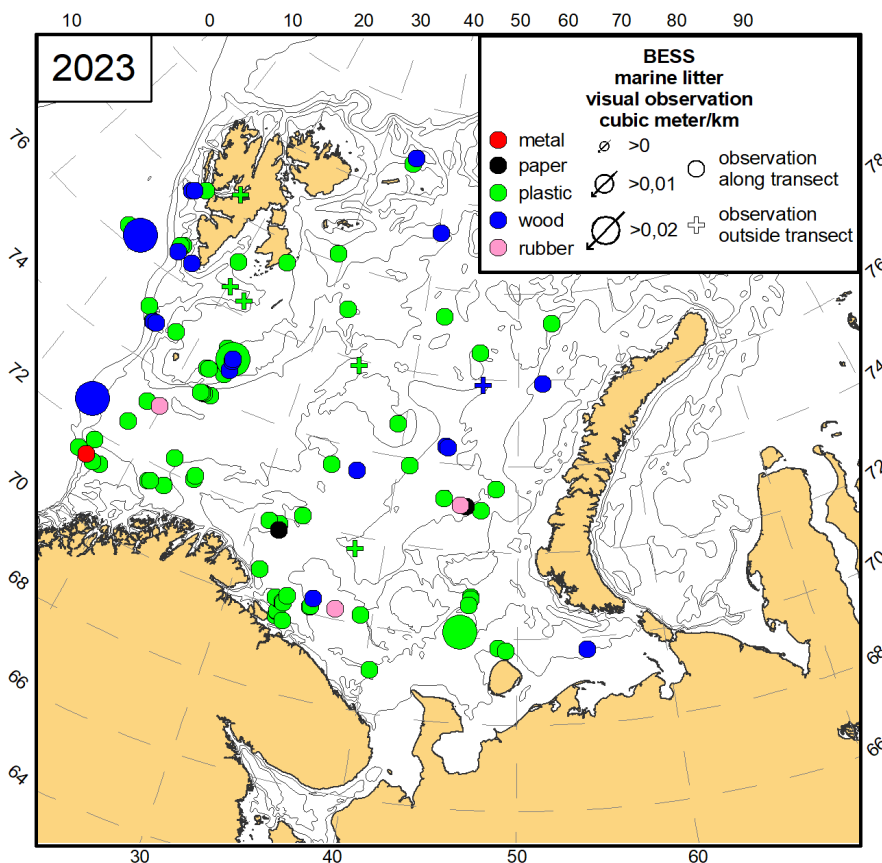 10 0 10 20 30 40 50 60 70 80 90
2023
BESS
marine litter
visual observation
cubic meter/km
metal
paper
plastic
wood
rubber
>0
>0,01
>0,02
observation
along transect
observation
outside transect
76
74
72
70
68
66
64
78
76
74
72
70
68
66
30 40 50 60